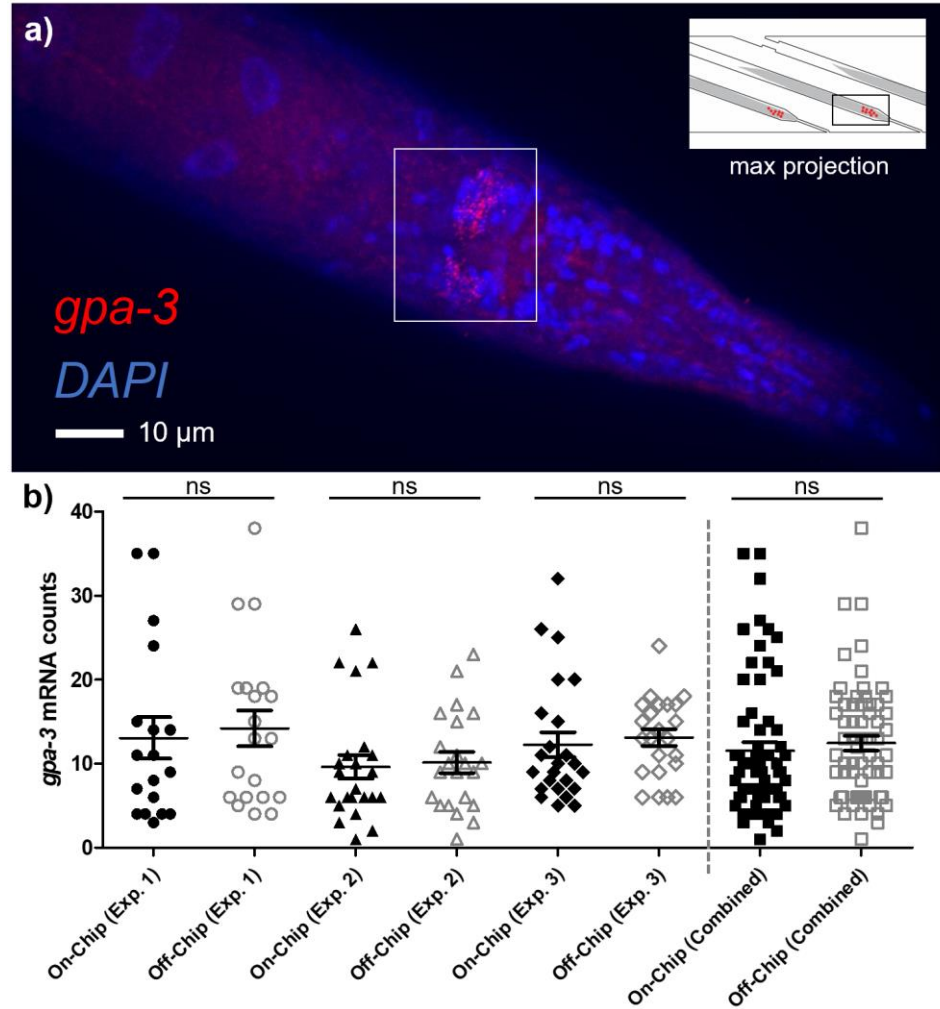 a)
max projection
gpa-3
DAPI
10 µm
b)
ns
ns
ns
ns
40
30
20
10
0
gpa-3 mRNA counts
On-Chip (Exp. 1)
Off-Chip (Exp. 1)
On-Chip (Exp. 2)
Off-Chip (Exp. 2)
On-Chip (Exp. 3)
Off-Chip (Exp. 3)
On-Chip (Combined)
Off-Chip (Combined)